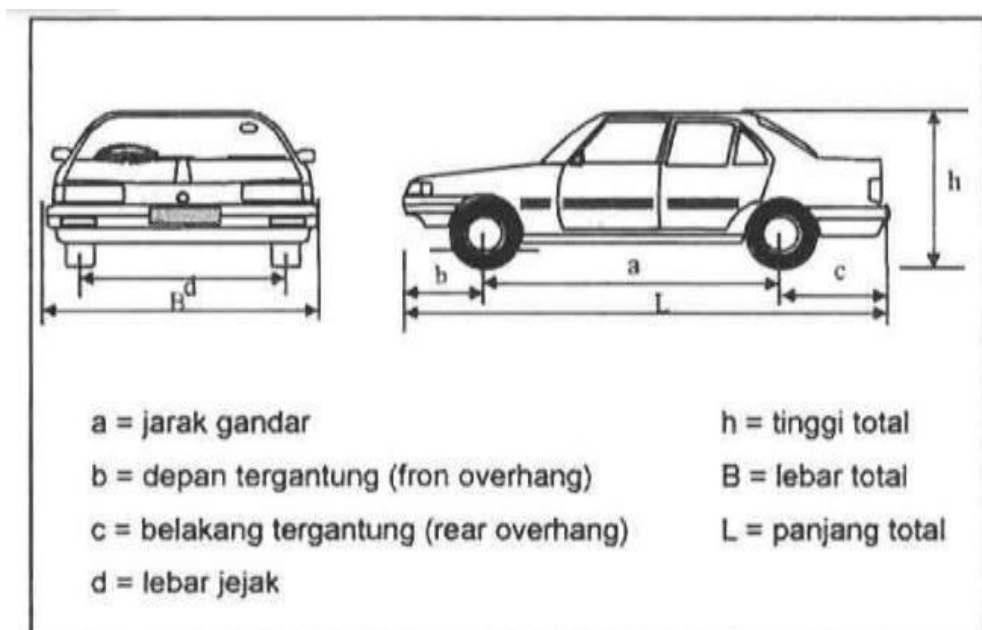 h
b
a
c
d
B
L
a = jarak gandar
h = tinggi total
b = depan tergantung (fron overhang)
B = lebar total
c = belakang tergantung (rear overhang)
L = panjang total
d = lebar jejak